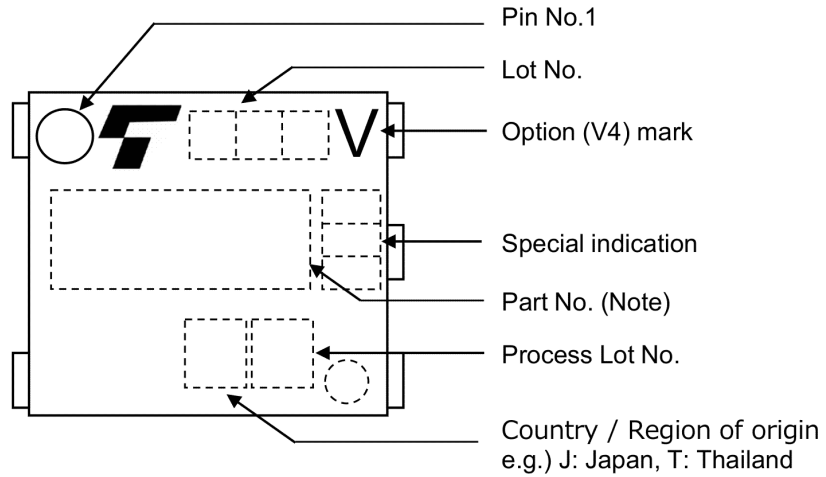 Pin No.1
Lot No.
V
Option (V4) mark
Special indication
Part No. (Note)
Process Lot No.
Country / Region of origin
e.g.) J: Japan, T: Thailand